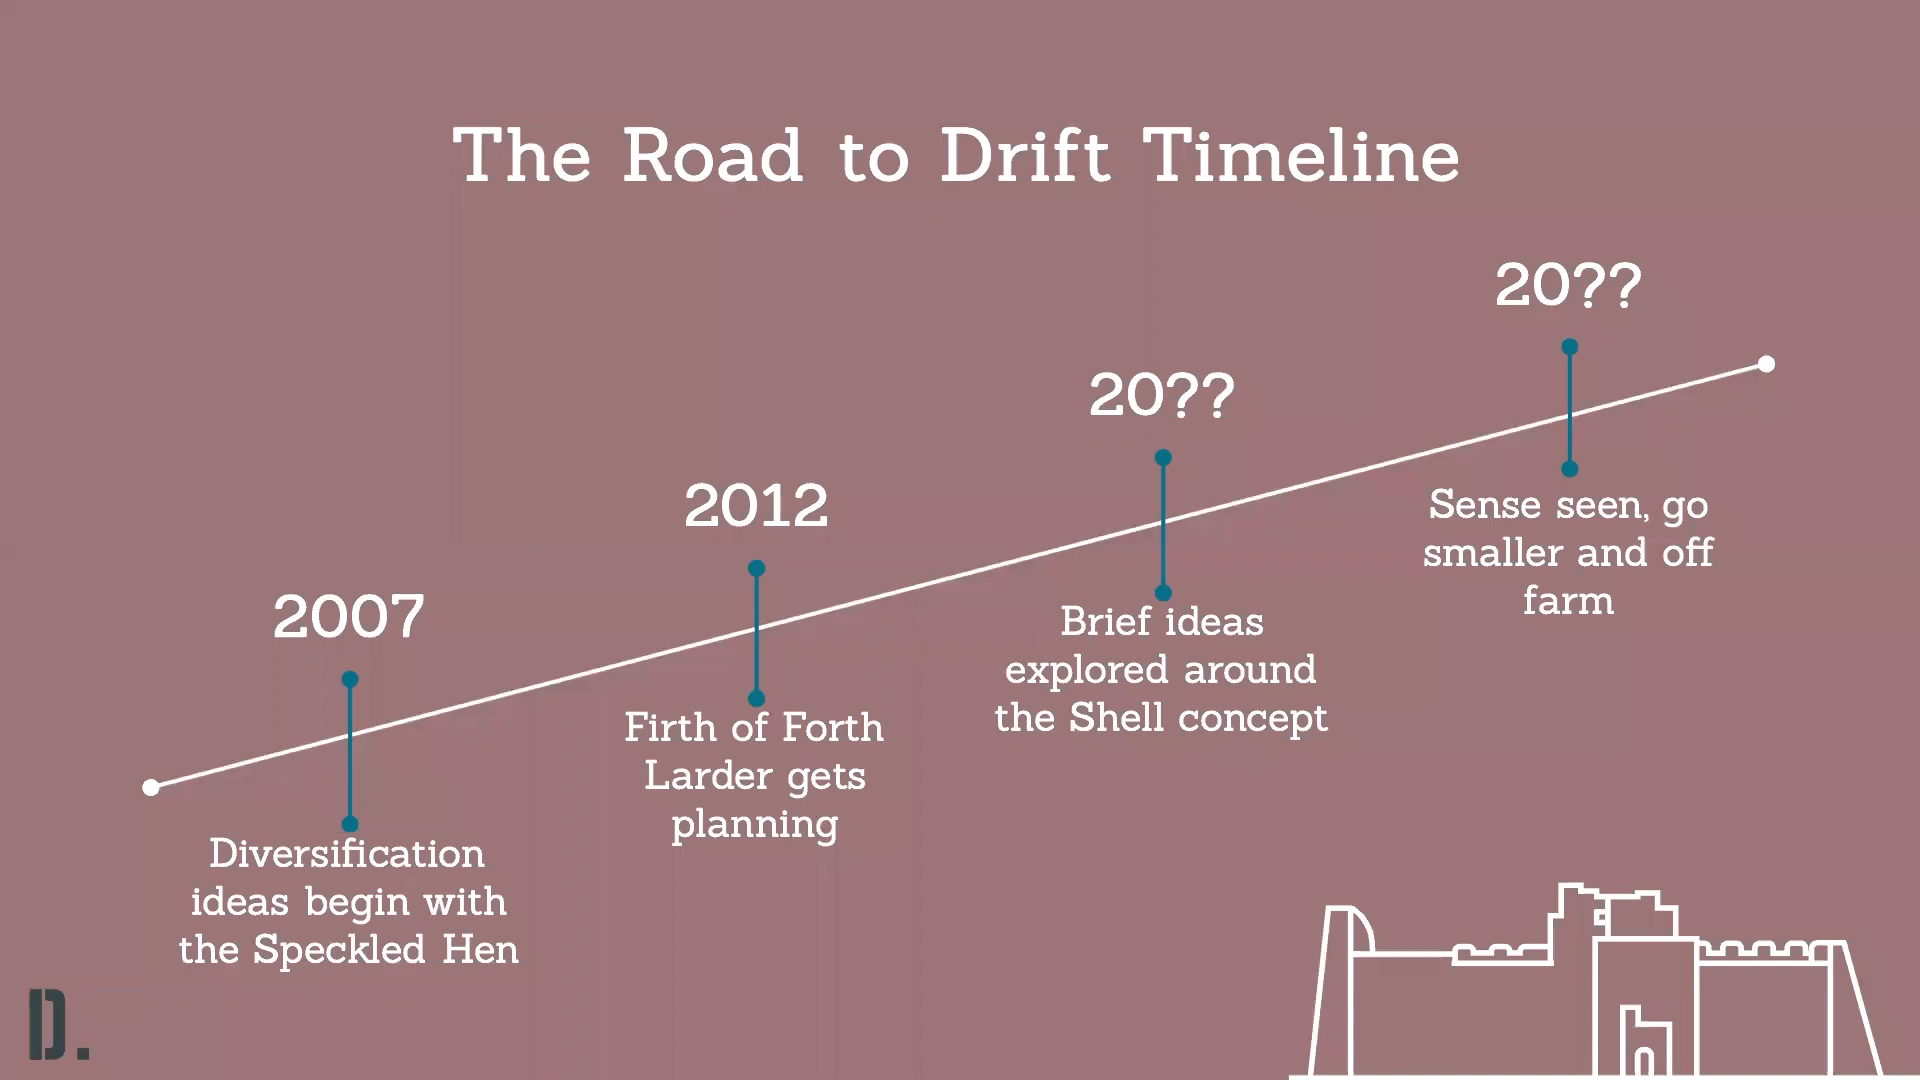 The Road to Drift Timeline
2007
Diversification
ideas begin with
the Speckled Hen
2012
Firth of Forth
Larder gets
planning
20??
Brief ideas
explored around
the Shell concept
20??
Sense seen, go
smaller and off
farm
D.